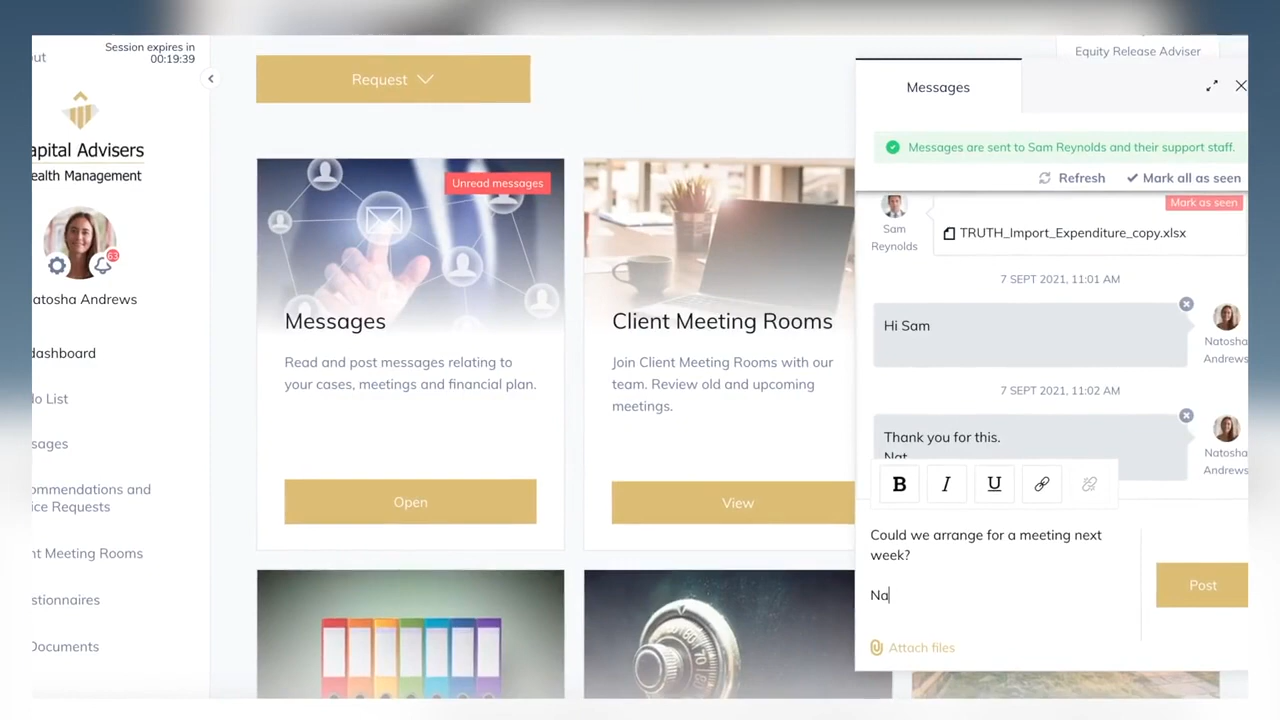 out
Session expires in
00:19:39
apital Advisers
ealth Management
63
atosha Andrews
dashboard
o List
sages
ommendations and
ice Requests
nt Meeting Rooms
stionnaires
Documents
Request
Unread messages
Messages
Read and post messages relating to
your cases, meetings and financial plan.
Open
Client Meeting Rooms
Join Client Meeting Rooms with our
team. Review old and upcoming
meetings.
View
Equity Release Adviser
Messages
Messages are sent to Sam Reynolds and their support staff.
Refresh
Mark all as seen
Mark as seen
Sam
Reynolds
TRUTH_Import_Expenditure_copy.xlsx
7 SEPT 2021, 11:01 AM
Hi Sam
Natosha
Andrews
7 SEPT 2021, 11:02 AM
Thank you for this.
Nat
Natosha
Andrews
B I U
Could we arrange for a meeting next
week?
Na
Post
Attach files